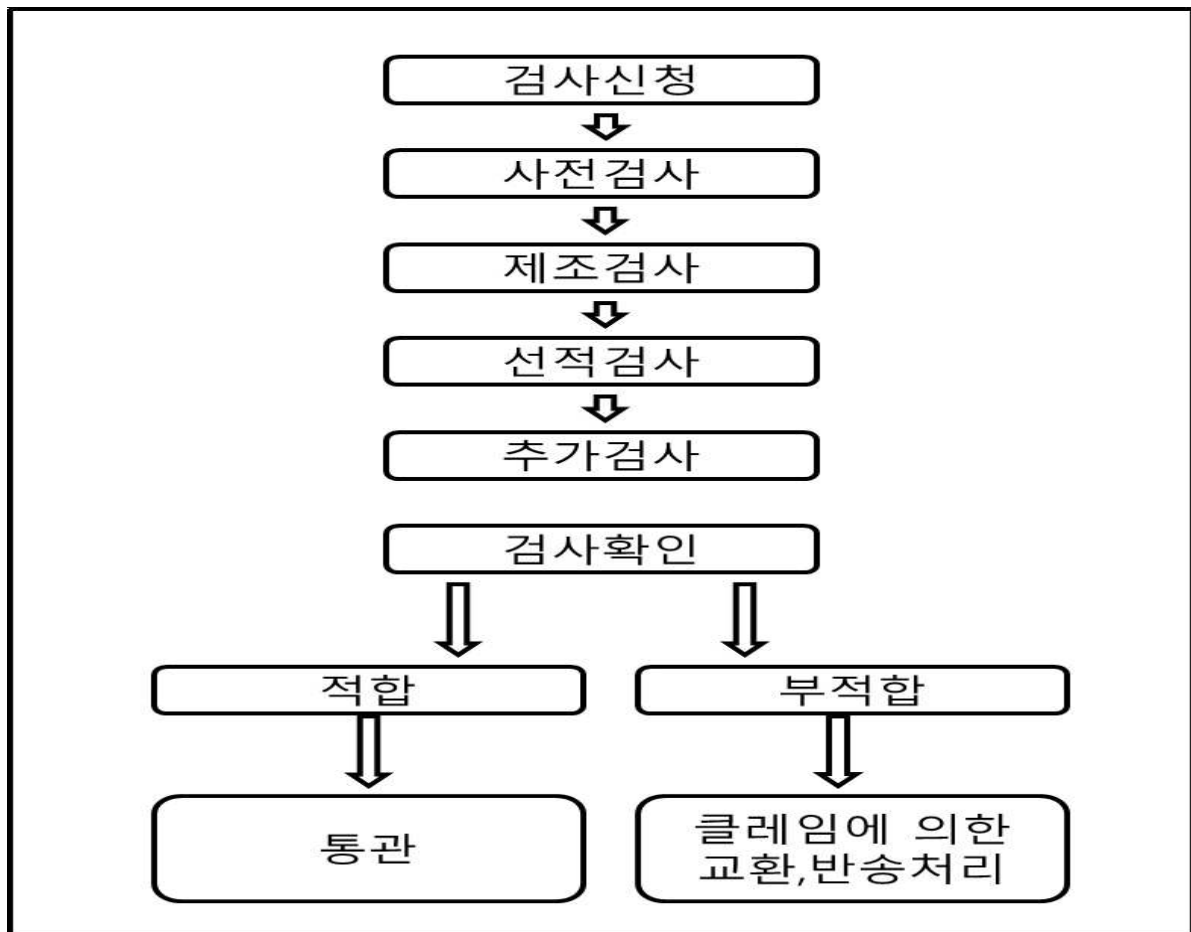 검사신청
사전검사
제조검사
선적검사
추가검사
검사확인
적합
부적합
통관
클레임에 의한
교환,반송처리